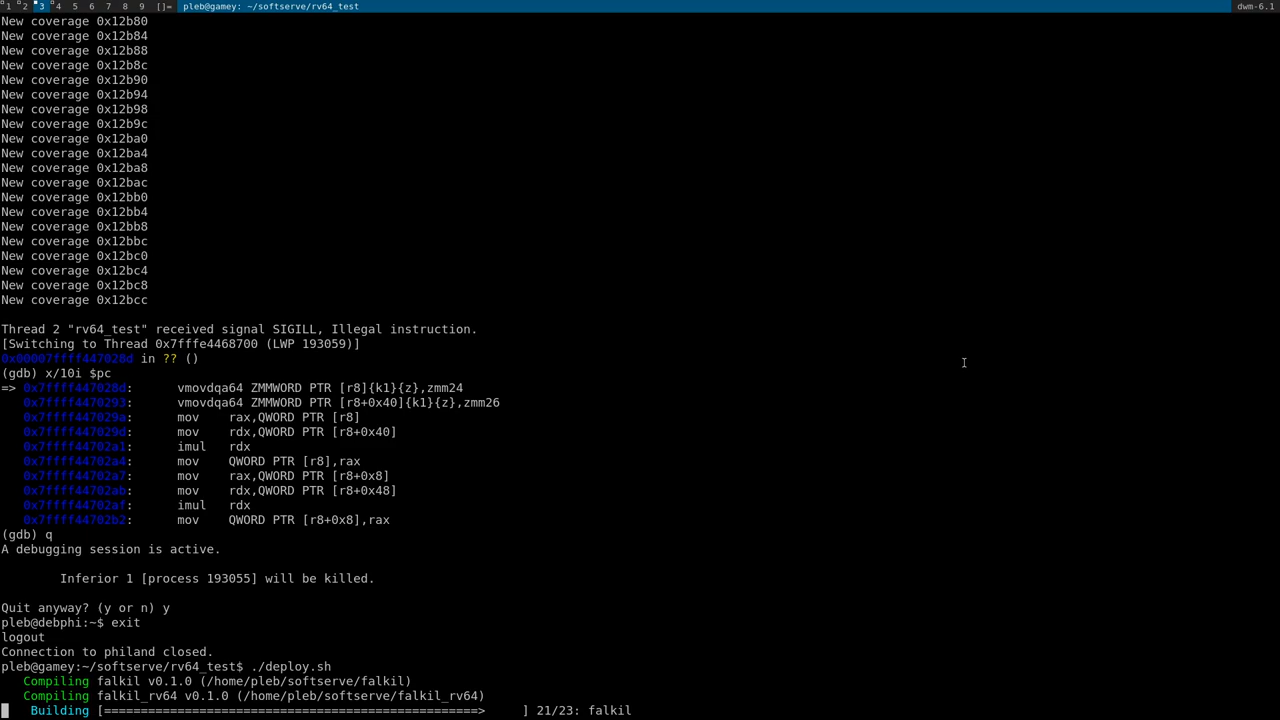 1 2 3 4 5 6 7 8 9 []= pleb@gamey: ~/softserve/rv64_test dwm-6.1
New coverage 0x12b80
New coverage 0x12b84
New coverage 0x12b88
New coverage 0x12b8c
New coverage 0x12b90
New coverage 0x12b94
New coverage 0x12b98
New coverage 0x12b9c
New coverage 0x12ba0
New coverage 0x12ba4
New coverage 0x12ba8
New coverage 0x12bac
New coverage 0x12bb0
New coverage 0x12bb4
New coverage 0x12bb8
New coverage 0x12bbc
New coverage 0x12bc0
New coverage 0x12bc4
New coverage 0x12bc8
New coverage 0x12bcc
Thread 2 "rv64_test" received signal SIGILL, Illegal instruction.
[Switching to Thread 0x7fffe4468700 (LWP 193059)]
0x00007ffff447028d in ?? ()
(gdb) x/10i $pc
=> 0x7ffff447028d: vmovdqa64 ZMMWORD PTR [r8]{k1}{z},zmm24
0x7ffff4470293: vmovdqa64 ZMMWORD PTR [r8+0x40]{k1}{z},zmm26
0x7ffff447029a: mov rax,QWORD PTR [r8]
0x7ffff447029d: mov rdx,QWORD PTR [r8+0x40]
0x7ffff44702a1: imul rdx
0x7ffff44702a4: mov QWORD PTR [r8],rax
0x7ffff44702a7: mov rax,QWORD PTR [r8+0x8]
0x7ffff44702ab: mov rdx,QWORD PTR [r8+0x48]
0x7ffff44702af: imul rdx
0x7ffff44702b2: mov QWORD PTR [r8+0x8],rax
(gdb) q
A debugging session is active.
Inferior 1 [process 193055] will be killed.
Quit anyway? (y or n) y
pleb@debphi:~$ exit
logout
Connection to philand closed.
pleb@gamey:~/softserve/rv64_test$ ./deploy.sh
Compiling falkil v0.1.0 (/home/pleb/softserve/falkil)
Compiling falkil_rv64 v0.1.0 (/home/pleb/softserve/falkil_rv64)
Building [===================================================> ] 21/23: falkil